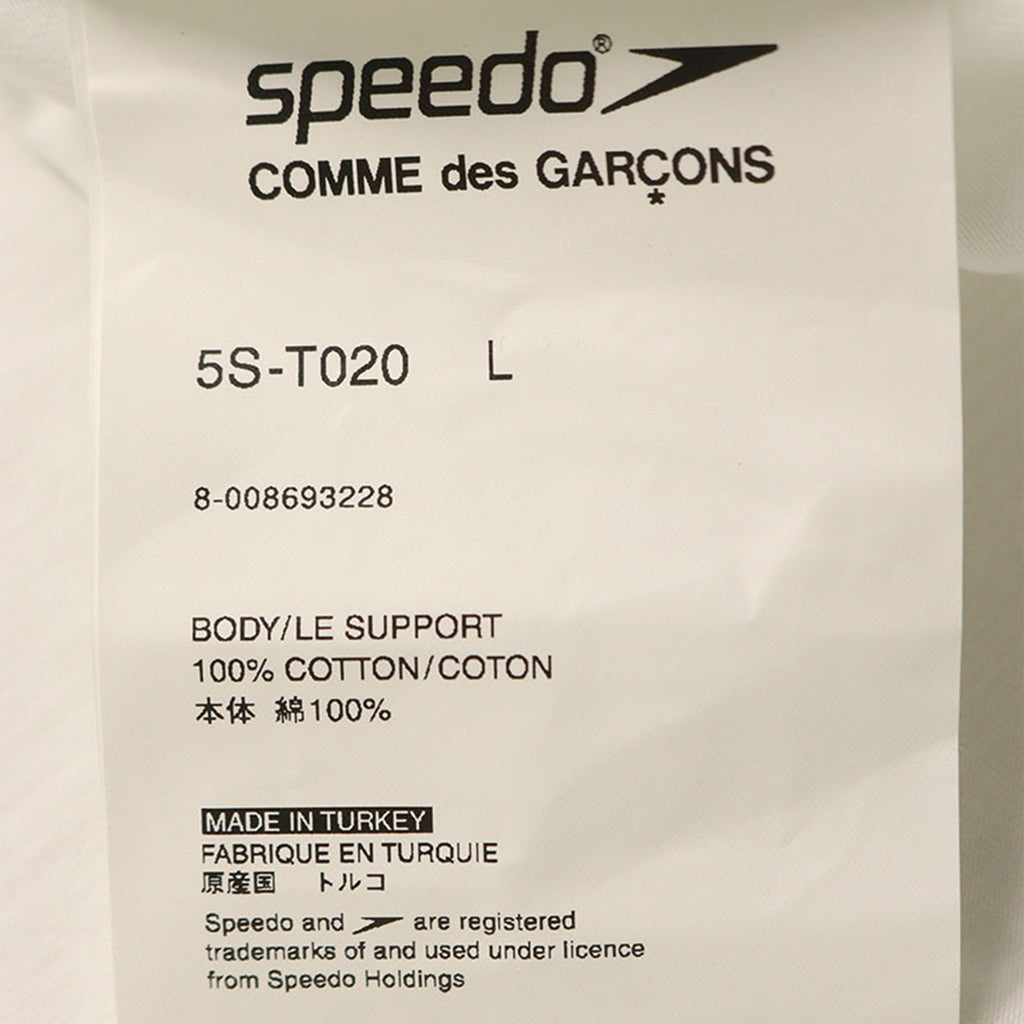 speedo®
COMME des GARÇONS
*
5S-T020 L
8-008693228
BODY/LE SUPPORT
100% COTTON/COTON
本体 綿100%
MADE IN TURKEY
FABRIQUE EN TURQUIE
原産国 トルコ
Speedo and are registered
trademarks of and used under licence
from Speedo Holdings